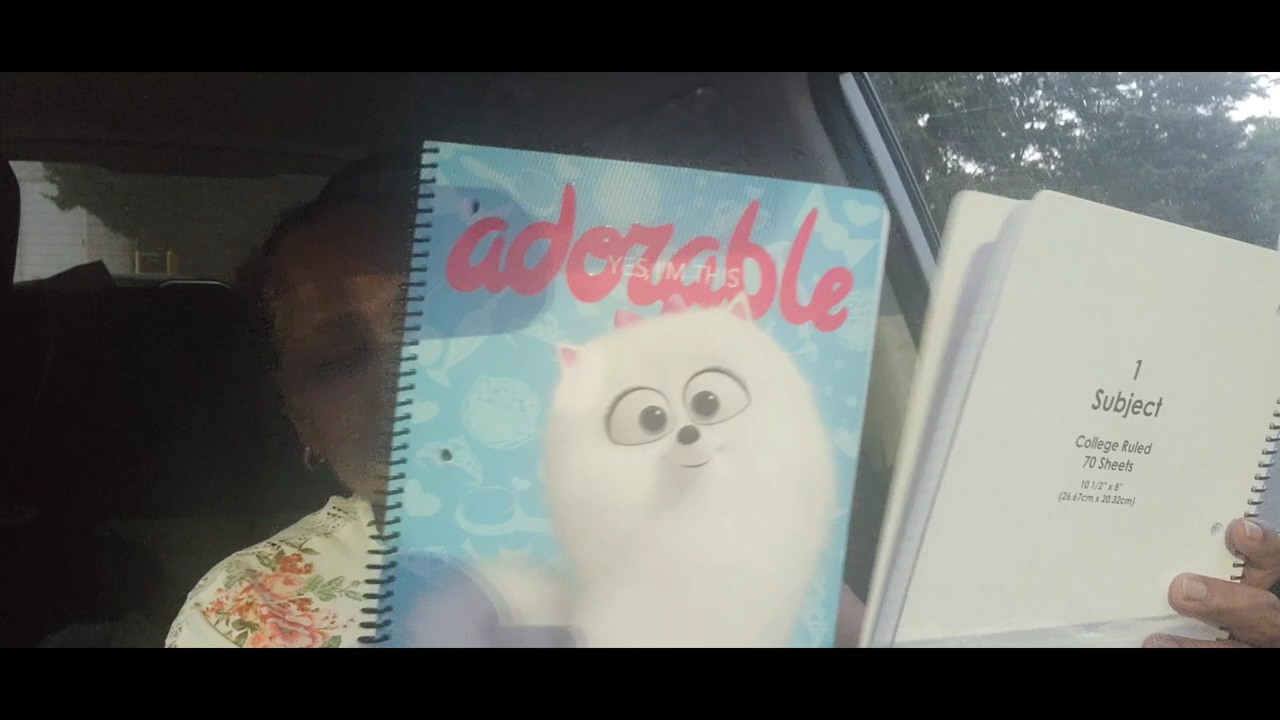 adorable
YES, I'M THIS
1
Subject
College Ruled
70 Sheets
10 1/2" x 8"
(26.67cm x 20.32cm)